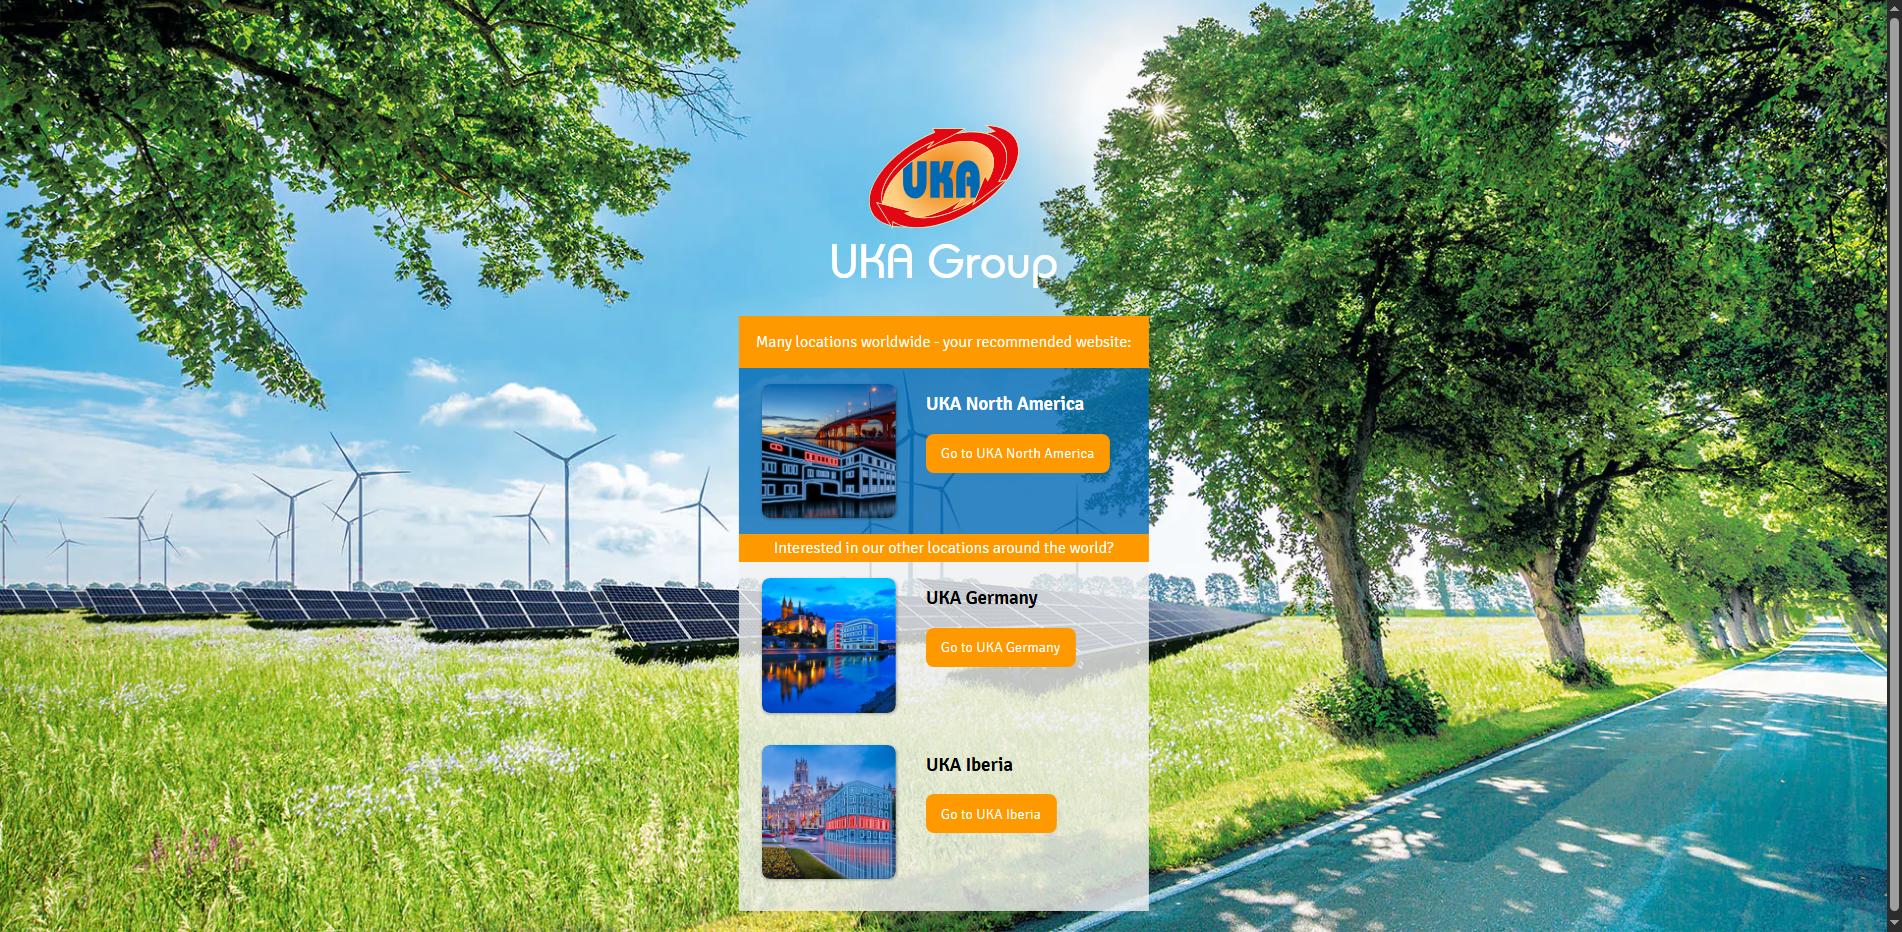 UKA
UKA Group
Many locations worldwide - your recommended website:
UKA North America
Go to UKA North America
Interested in our other locations around the world?
UKA Germany
Go to UKA Germany
UKA Iberia
Go to UKA Iberia